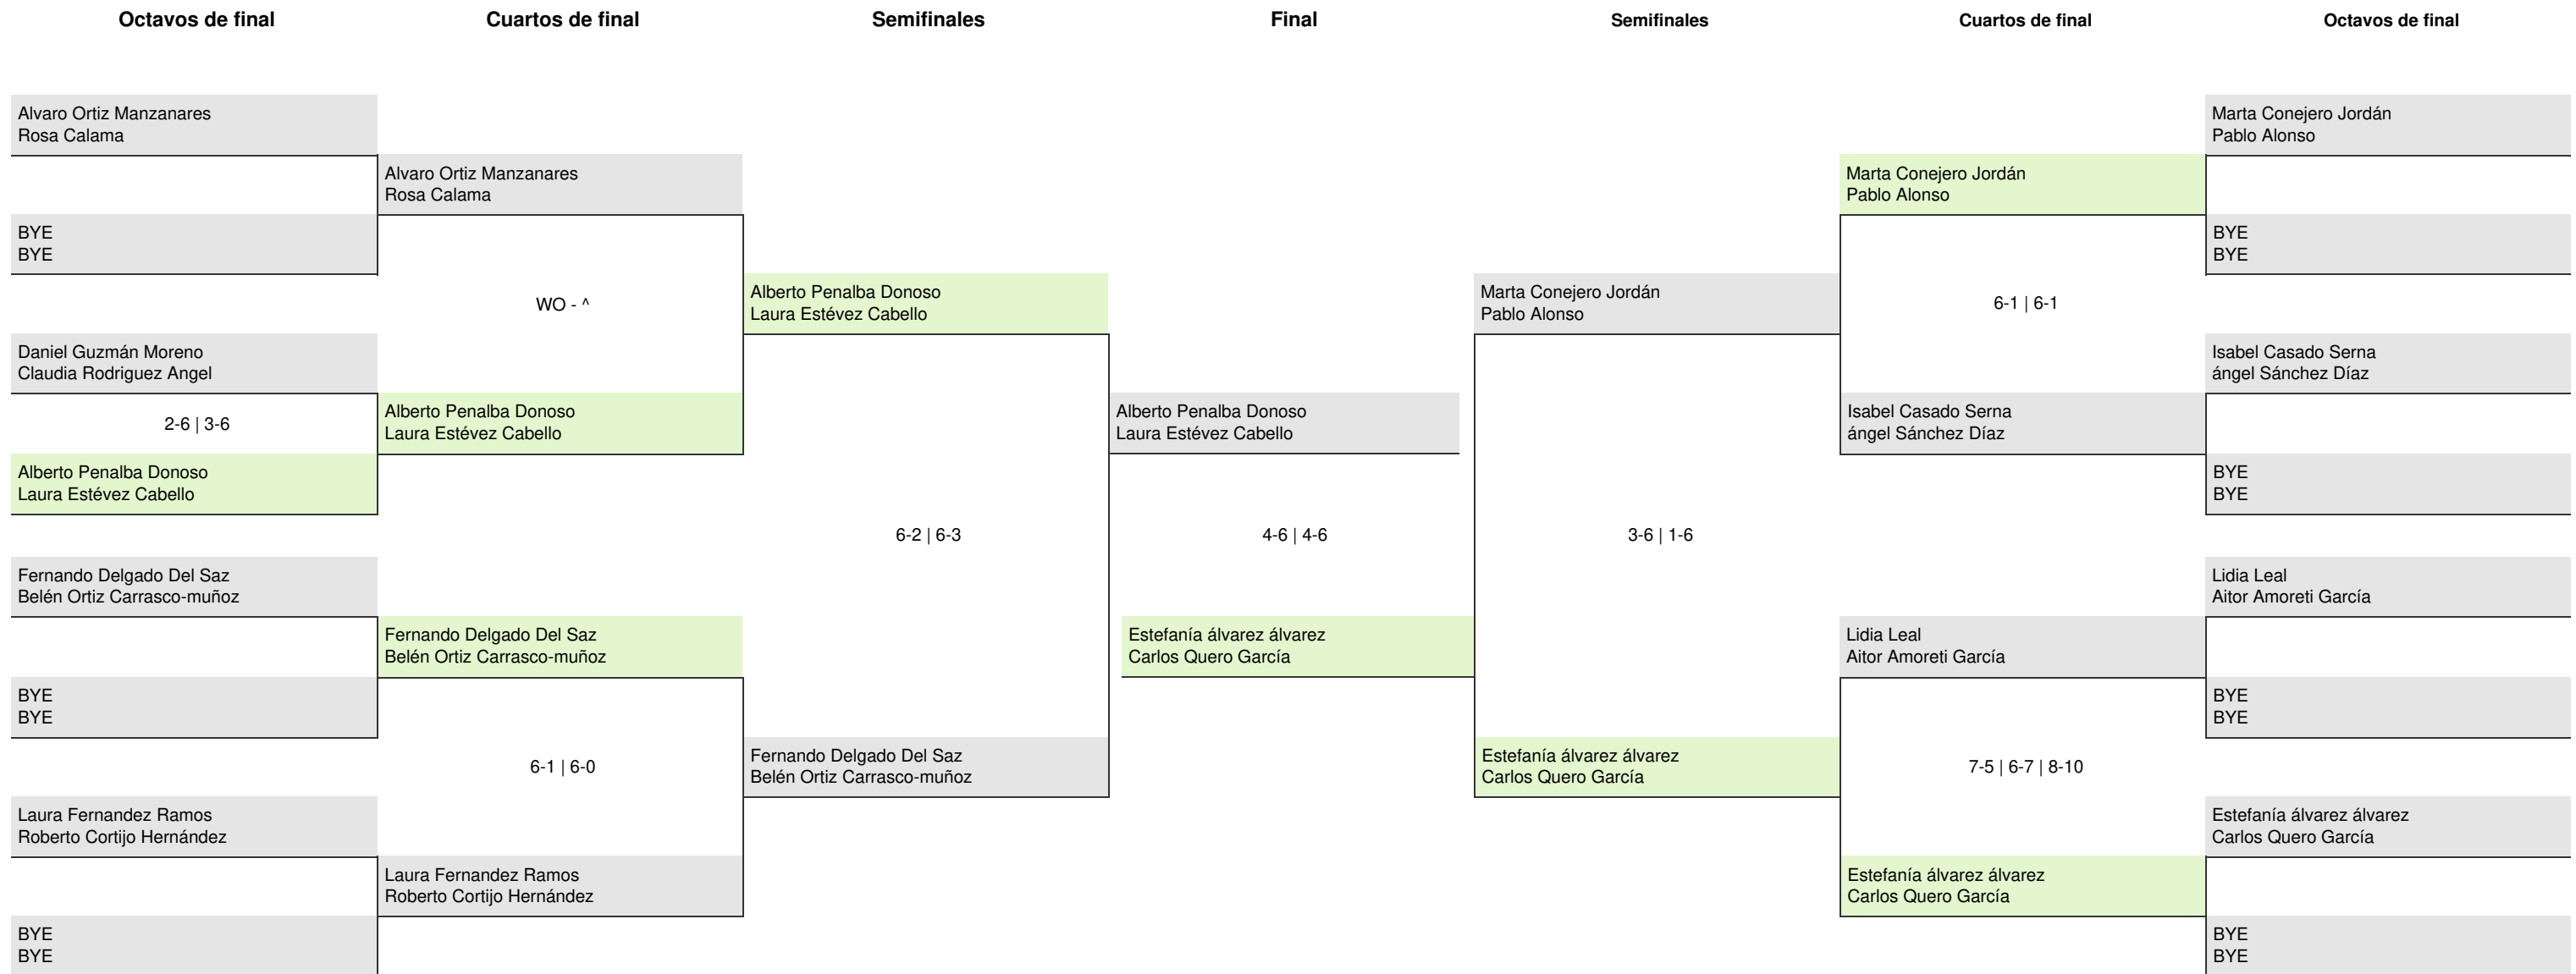 Octavos de final
Cuartos de final
Semifinales
Final
Semifinales
Cuartos de final
Octavos de final
Alvaro Ortiz Manzanares
Rosa Calama
BYE
BYE
Daniel Guzmán Moreno
Claudia Rodriguez Angel
2-6 | 3-6
Alberto Penalba Donoso
Laura Estévez Cabello
Fernando Delgado Del Saz
Belén Ortiz Carrasco-muñoz
BYE
BYE
Laura Fernandez Ramos
Roberto Cortijo Hernández
BYE
BYE
Alvaro Ortiz Manzanares
Rosa Calama
WO - ^
Alberto Penalba Donoso
Laura Estévez Cabello
Fernando Delgado Del Saz
Belén Ortiz Carrasco-muñoz
6-1 | 6-0
Laura Fernandez Ramos
Roberto Cortijo Hernández
Alberto Penalba Donoso
Laura Estévez Cabello
6-2 | 6-3
Fernando Delgado Del Saz
Belén Ortiz Carrasco-muñoz
Alberto Penalba Donoso
Laura Estévez Cabello
4-6 | 4-6
Estefanía álvarez álvarez
Carlos Quero García
Marta Conejero Jordán
Pablo Alonso
3-6 | 1-6
Estefanía álvarez álvarez
Carlos Quero García
Marta Conejero Jordán
Pablo Alonso
6-1 | 6-1
Isabel Casado Serna
ángel Sánchez Díaz
Lidia Leal
Aitor Amoreti García
7-5 | 6-7 | 8-10
Estefanía álvarez álvarez
Carlos Quero García
Marta Conejero Jordán
Pablo Alonso
BYE
BYE
Isabel Casado Serna
ángel Sánchez Díaz
BYE
BYE
Lidia Leal
Aitor Amoreti García
BYE
BYE
Estefanía álvarez álvarez
Carlos Quero García
BYE
BYE